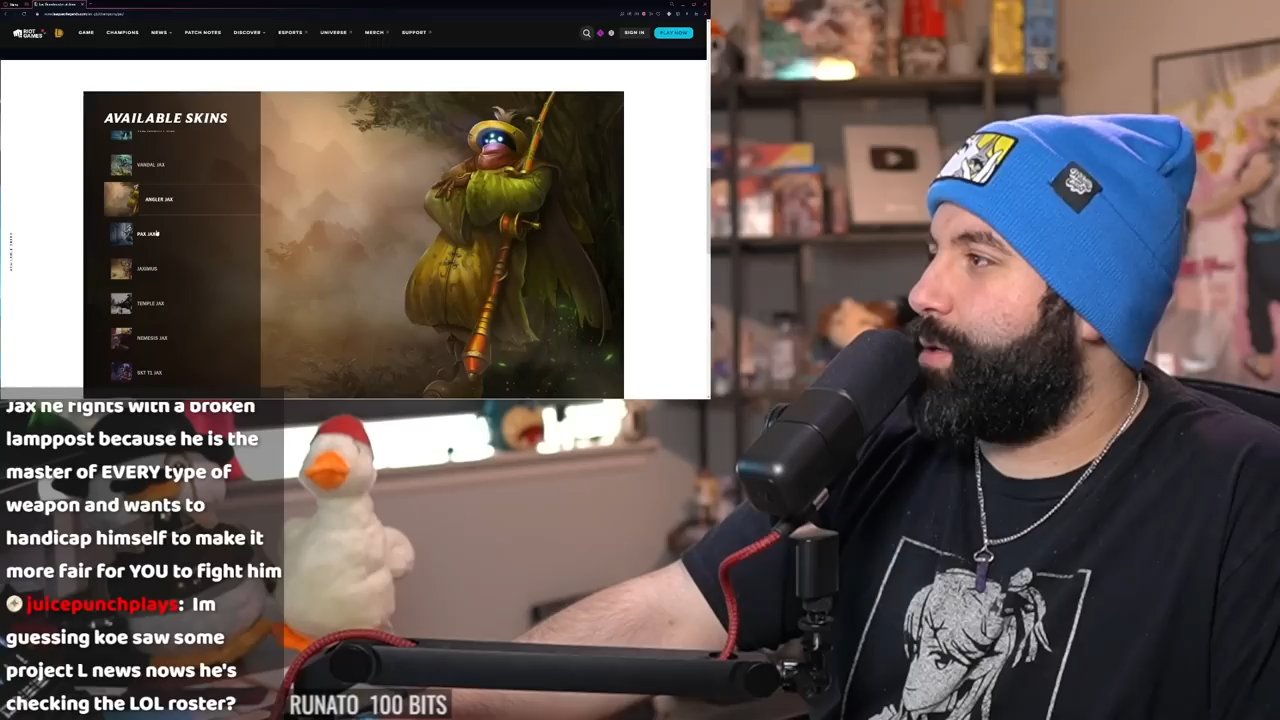 RIOT GAMES
GAME CHAMPIONS NEWS PATCH NOTES DISCOVER ESPORTS UNIVERSE MERCH SUPPORT SIGN IN PLAY NOW
AVAILABLE SKINS
VANDAL JAX
ANGLER JAX
PAX JAX
JAXIMUS
TEMPLE JAX
NEMESIS JAX
SKT T1 JAX
Jax he fights with a broken
lamppost because he is the
master of EVERY type of
weapon and wants to
handicap himself to make it
more fair for YOU to fight him
juicepunchplays: Im
guessing koe saw some
project L news nows he's
checking the LOL roster?
RUNATO 100 BITS